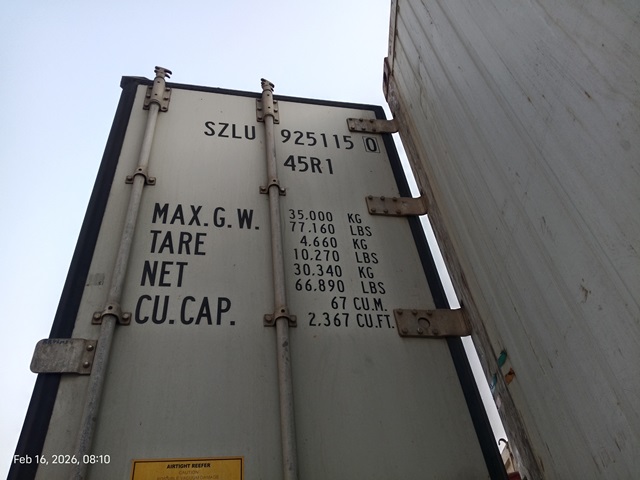 SZLU 925115 0
45R1
MAX.G.W. 35.000 KG
77.160 LBS
TARE 4.660 KG
10.270 LBS
NET 30.340 KG
66.890 LBS
CU.CAP. 67 CU.M.
2.367 CU.FT.
AIRTIGHT REEFER
Feb 16, 2026, 08:10